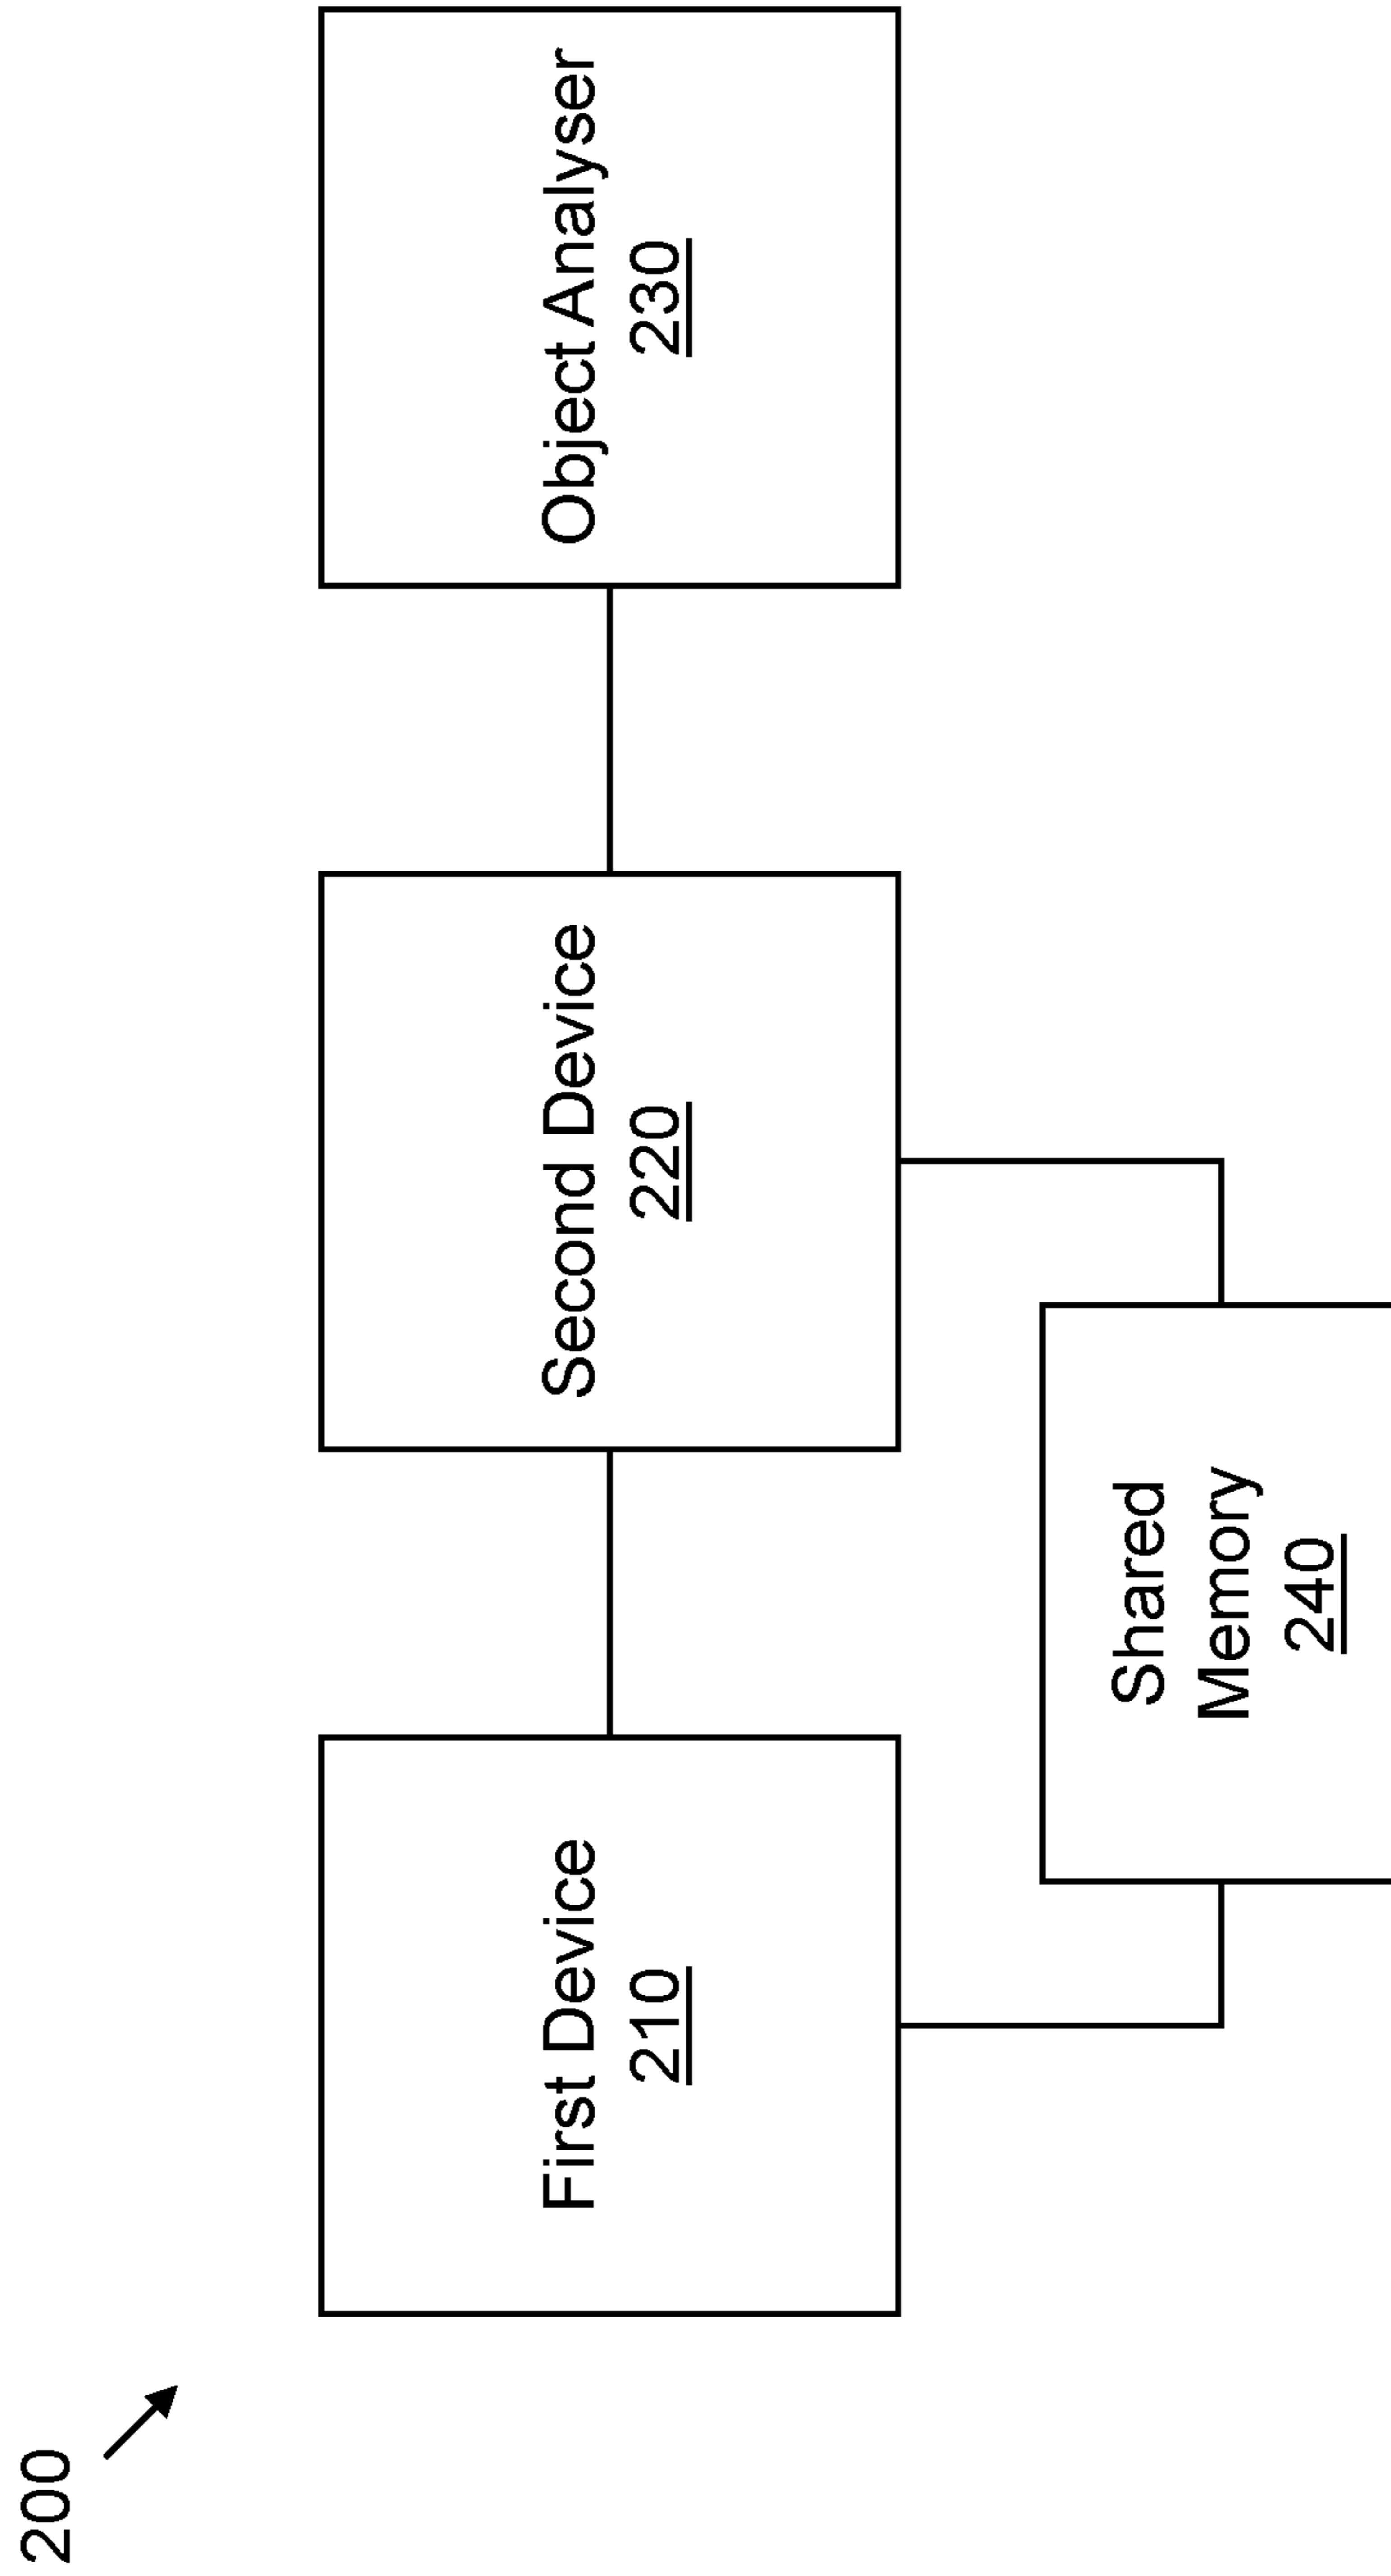 200
First Device
210
Second Device
220
Object Analyser
230
Shared
Memory
240